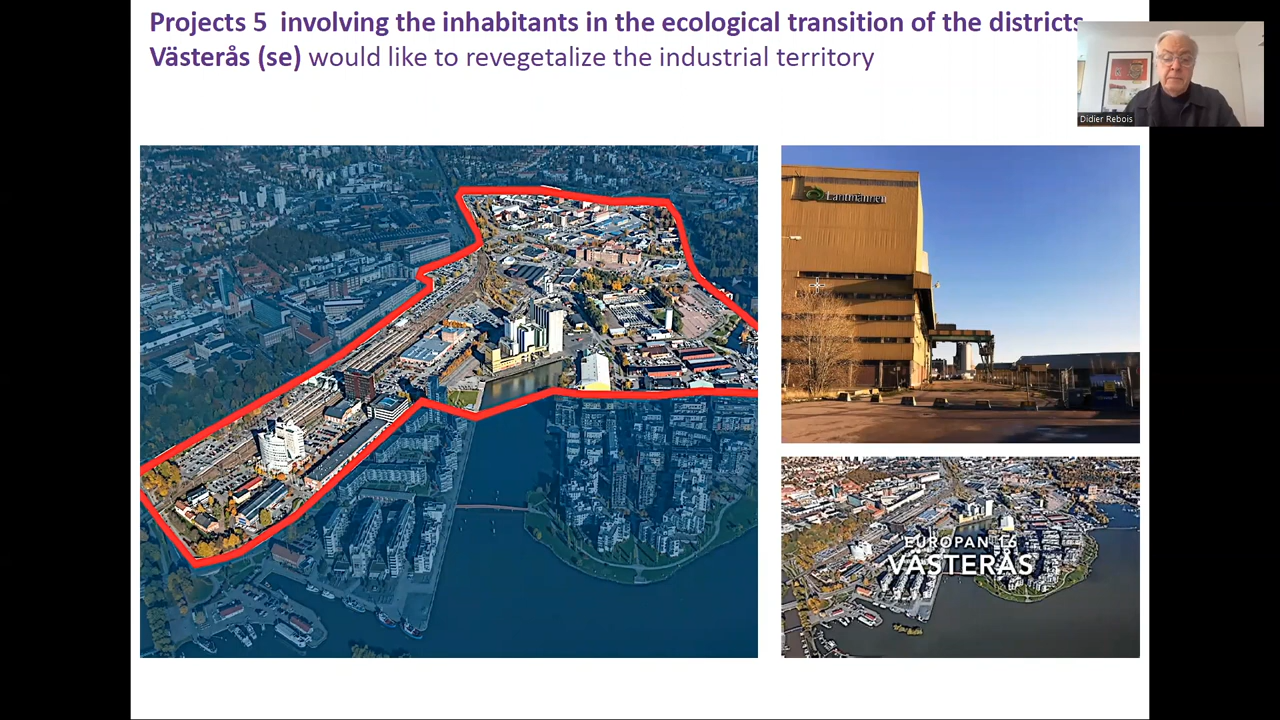 Projects 5 involving the inhabitants in the ecological transition of the districts
Västerås (se) would like to revegetalize the industrial territory
Didier Rebois
Lantmännen
EUROPAN 16
VÄSTERÅS